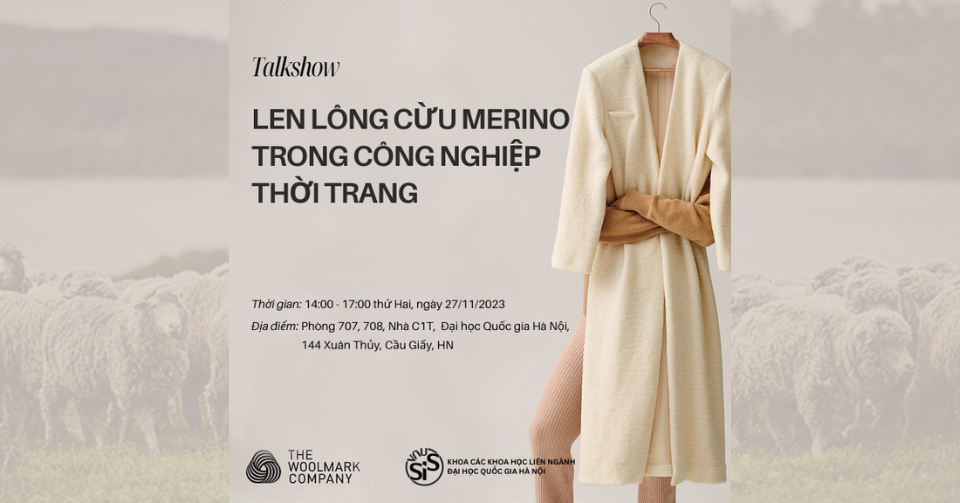 Talkshow
LEN LÔNG CỪU MERINO
TRONG CÔNG NGHIỆP
THỜI TRANG
Thời gian: 14:00 - 17:00 thứ Hai, ngày 27/11/2023
Địa điểm: Phòng 707, 708, Nhà C1T, Đại học Quốc gia Hà Nội,
144 Xuân Thủy, Cầu Giấy, HN
THE
WOOLMARK
COMPANY
VNU
SIS
KHOA CÁC KHOA HỌC LIÊN NGÀNH
ĐẠI HỌC QUỐC GIA HÀ NỘI